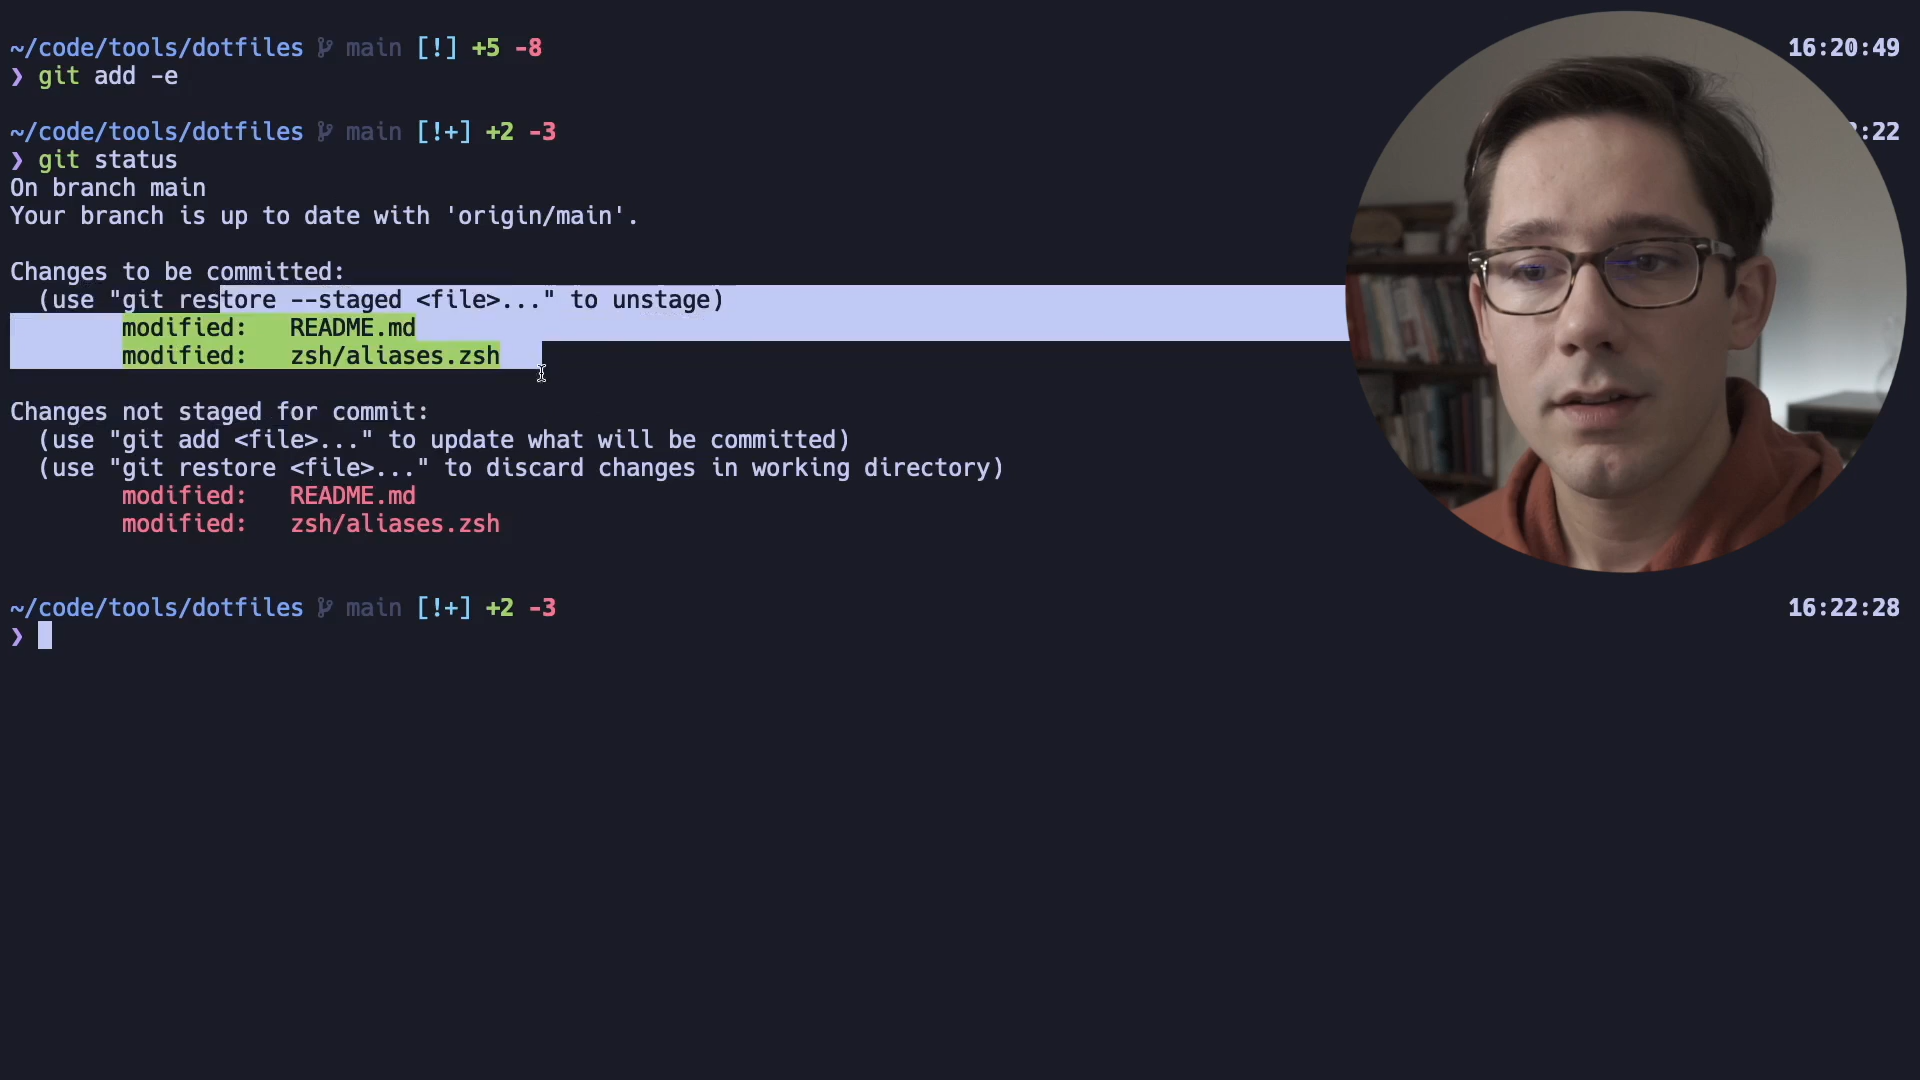 ~/code/tools/dotfiles main [!] +5 -8 16:20:49
❯ git add -e
~/code/tools/dotfiles main [!+] +2 -3 :22
❯ git status
On branch main
Your branch is up to date with 'origin/main'.
Changes to be committed:
(use "git restore --staged <file>..." to unstage)
modified: README.md
modified: zsh/aliases.zsh
Changes not staged for commit:
(use "git add <file>..." to update what will be committed)
(use "git restore <file>..." to discard changes in working directory)
modified: README.md
modified: zsh/aliases.zsh
~/code/tools/dotfiles main [!+] +2 -3 16:22:28
❯